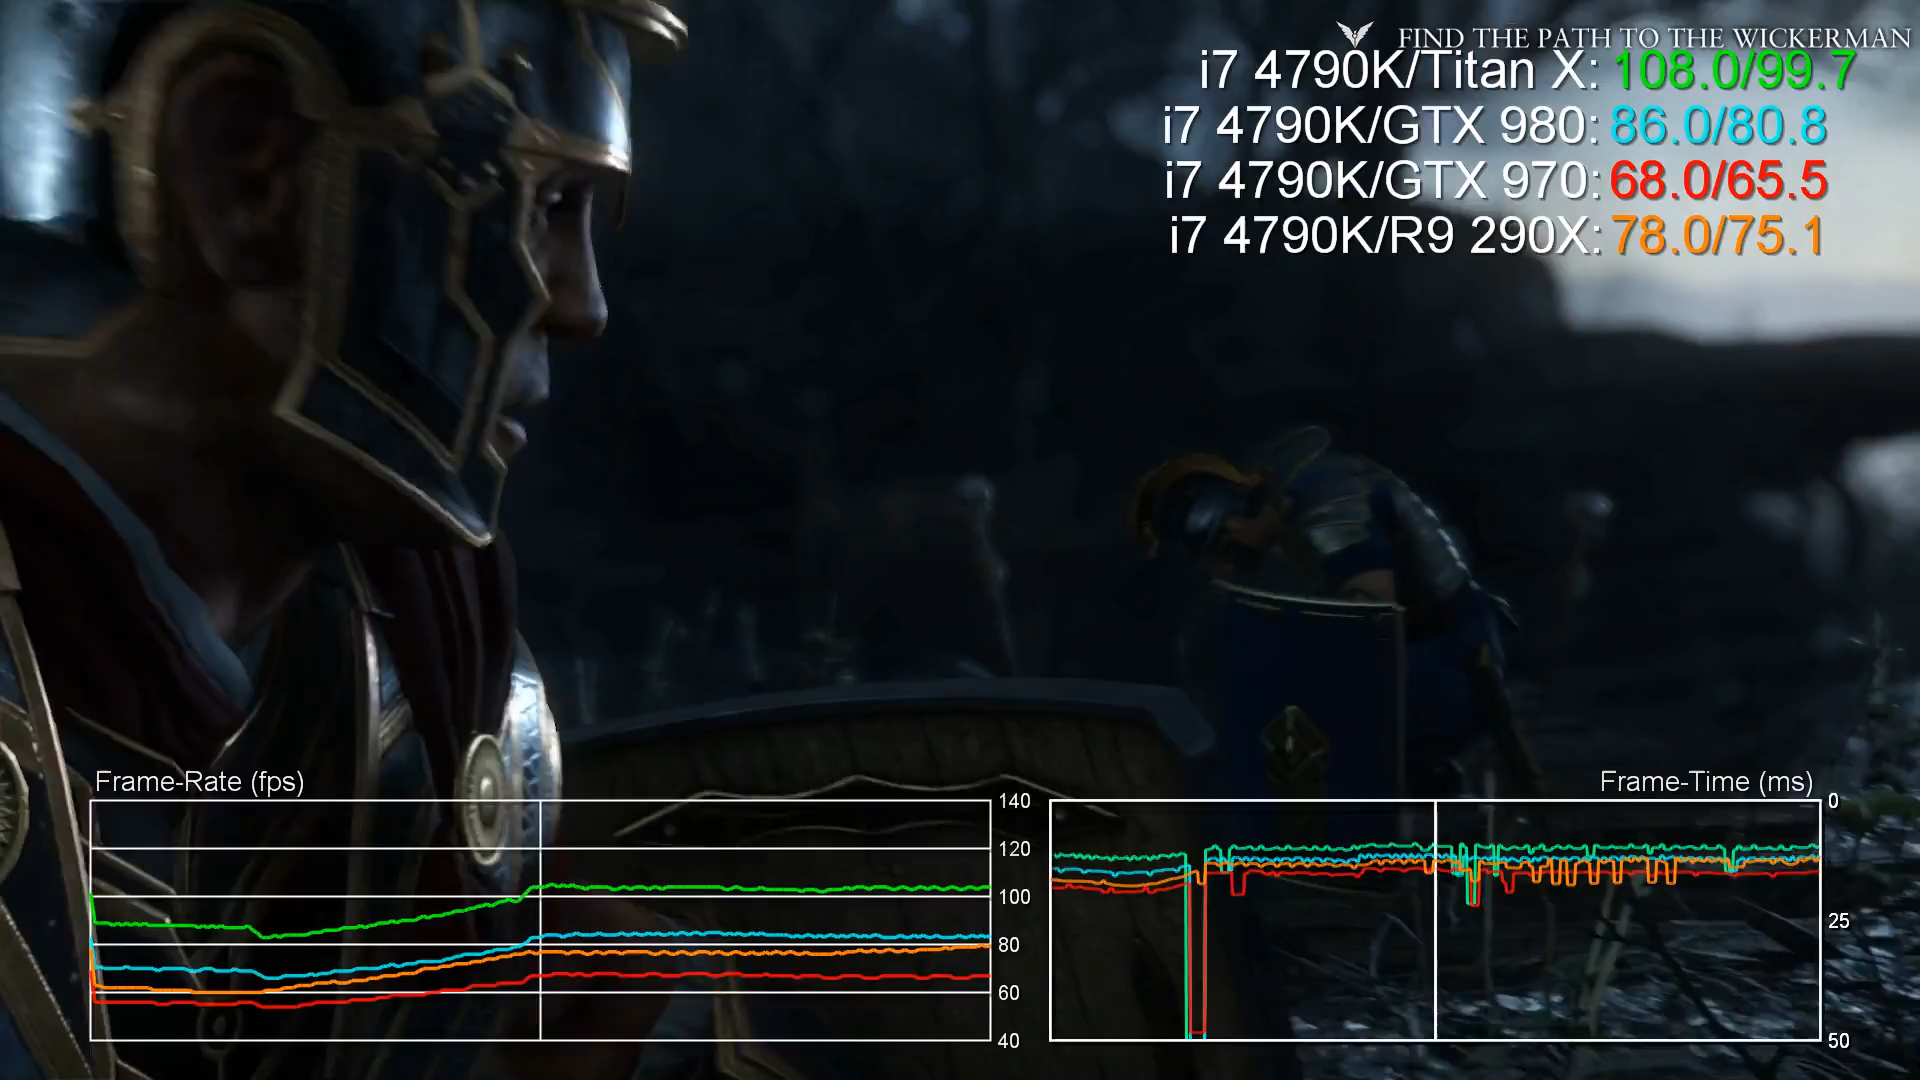 FIND THE PATH TO THE WICKERMAN
i7 4790K/Titan X: 108.0/99.7
i7 4790K/GTX 980: 86.0/80.8
i7 4790K/GTX 970: 68.0/65.5
i7 4790K/R9 290X: 78.0/75.1
Frame-Rate (fps)
140
120
100
80
60
40
Frame-Time (ms)
0
25
50